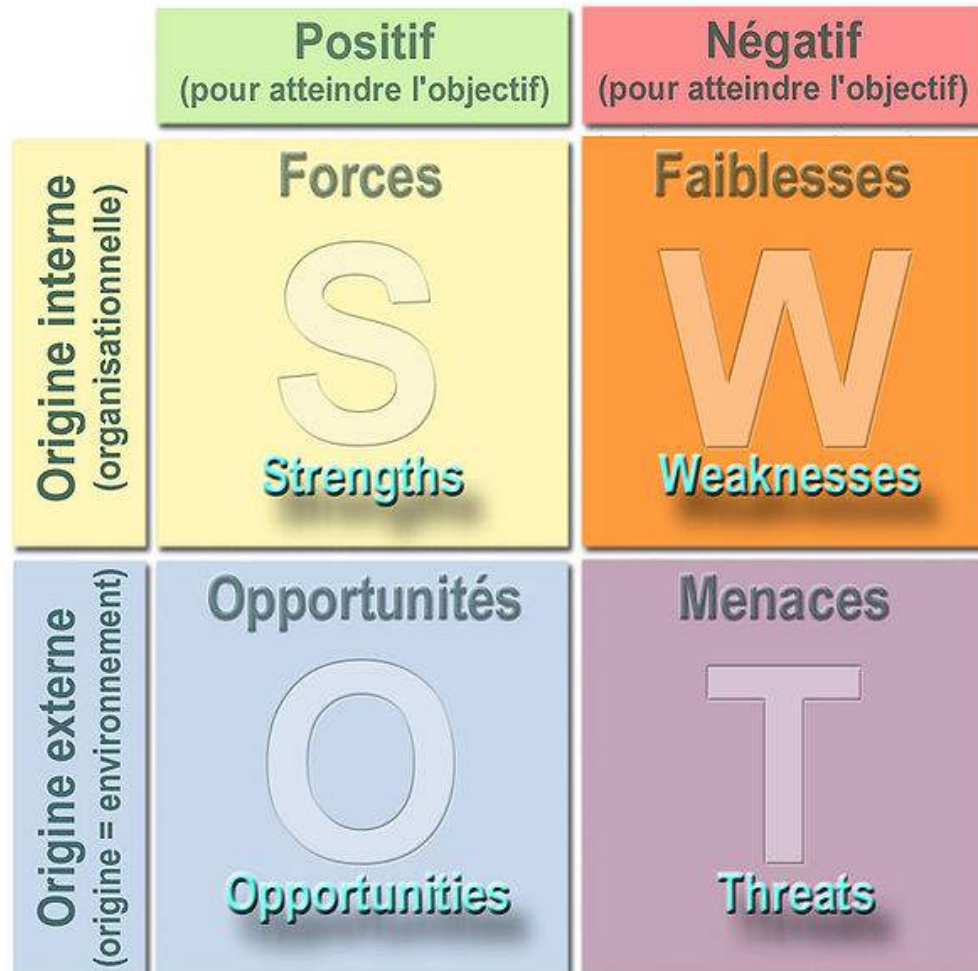 Positif
(pour atteindre l'objectif)
Négatif
(pour atteindre l'objectif)
Origine interne
(organisationnelle)
Forces
S
Strengths
Faiblesses
W
Weaknesses
Origine externe
(origine = environnement)
Opportunités
O
Opportunities
Menaces
T
Threats